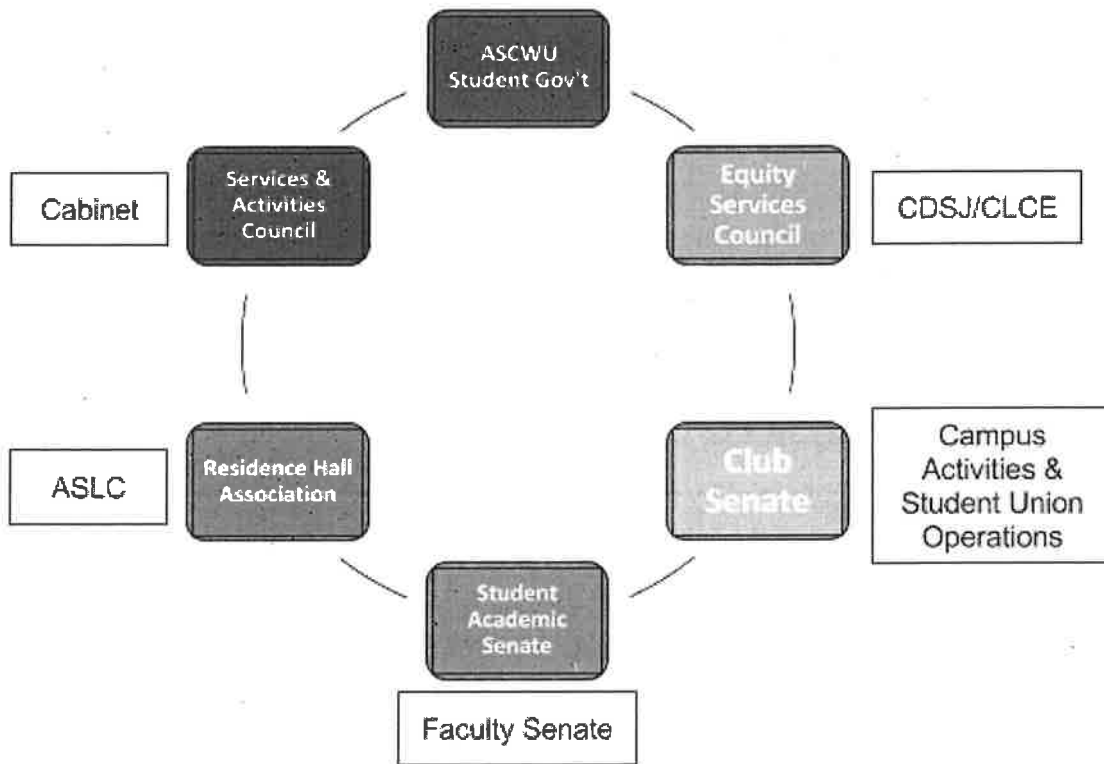 ASCWU
Student Gov't
Cabinet
Services &
Activities
Council
Equity
Services
Council
CDSJ/CLCE
ASLC
Residence Hall
Association
Club
Senate
Campus
Activities &
Student Union
Operations
Student
Academic
Senate
Faculty Senate